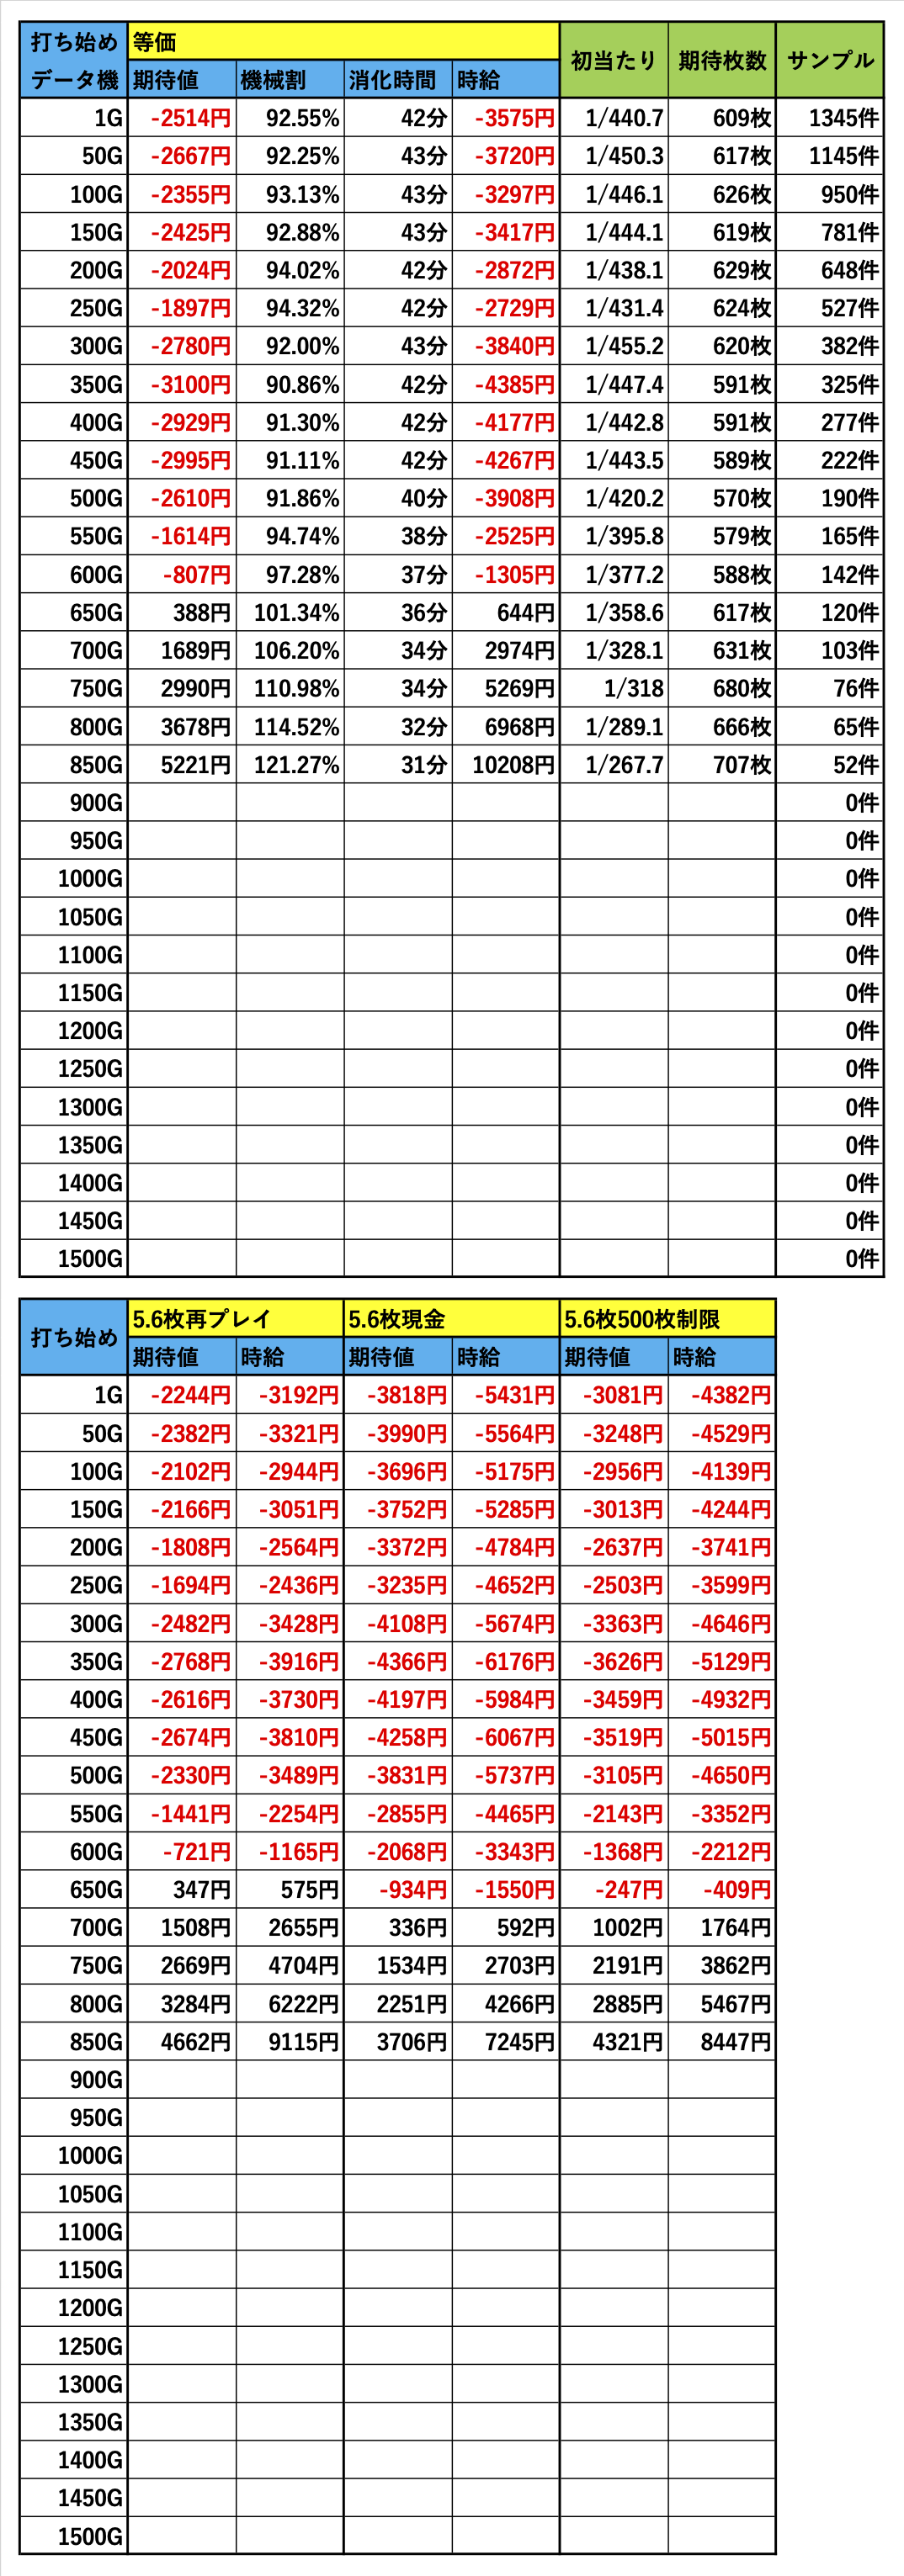 打ち始め 等価 初当たり 期待枚数 サンプル
データ機 期待値 機械割 消化時間 時給
1G -2514円 92.55% 42分 -3575円 1/440.7 609枚 1345件
50G -2667円 92.25% 43分 -3720円 1/450.3 617枚 1145件
100G -2355円 93.13% 43分 -3297円 1/446.1 626枚 950件
150G -2425円 92.88% 43分 -3417円 1/444.1 619枚 781件
200G -2024円 94.02% 42分 -2872円 1/438.1 629枚 648件
250G -1897円 94.32% 42分 -2729円 1/431.4 624枚 527件
300G -2780円 92.00% 43分 -3840円 1/455.2 620枚 382件
350G -3100円 90.86% 42分 -4385円 1/447.4 591枚 325件
400G -2929円 91.30% 42分 -4177円 1/442.8 591枚 277件
450G -2995円 91.11% 42分 -4267円 1/443.5 589枚 222件
500G -2610円 91.86% 40分 -3908円 1/420.2 570枚 190件
550G -1614円 94.74% 38分 -2525円 1/395.8 579枚 165件
600G -807円 97.28% 37分 -1305円 1/377.2 588枚 142件
650G 388円 101.34% 36分 644円 1/358.6 617枚 120件
700G 1689円 106.20% 34分 2974円 1/328.1 631枚 103件
750G 2990円 110.98% 34分 5269円 1/318 680枚 76件
800G 3678円 114.52% 32分 6968円 1/289.1 666枚 65件
850G 5221円 121.27% 31分 10208円 1/267.7 707枚 52件
900G 0件
950G 0件
1000G 0件
1050G 0件
1100G 0件
1150G 0件
1200G 0件
1250G 0件
1300G 0件
1350G 0件
1400G 0件
1450G 0件
1500G 0件
打ち始め 5.6枚再プレイ 5.6枚現金 5.6枚500枚制限
期待値 時給 期待値 時給 期待値 時給
1G -2244円 -3192円 -3818円 -5431円 -3081円 -4382円
50G -2382円 -3321円 -3990円 -5564円 -3248円 -4529円
100G -2102円 -2944円 -3696円 -5175円 -2956円 -4139円
150G -2166円 -3051円 -3752円 -5285円 -3013円 -4244円
200G -1808円 -2564円 -3372円 -4784円 -2637円 -3741円
250G -1694円 -2436円 -3235円 -4652円 -2503円 -3599円
300G -2482円 -3428円 -4108円 -5674円 -3363円 -4646円
350G -2768円 -3916円 -4366円 -6176円 -3626円 -5129円
400G -2616円 -3730円 -4197円 -5984円 -3459円 -4932円
450G -2674円 -3810円 -4258円 -6067円 -3519円 -5015円
500G -2330円 -3489円 -3831円 -5737円 -3105円 -4650円
550G -1441円 -2254円 -2855円 -4465円 -2143円 -3352円
600G -721円 -1165円 -2068円 -3343円 -1368円 -2212円
650G 347円 575円 -934円 -1550円 -247円 -409円
700G 1508円 2655円 336円 592円 1002円 1764円
750G 2669円 4704円 1534円 2703円 2191円 3862円
800G 3284円 6222円 2251円 4266円 2885円 5467円
850G 4662円 9115円 3706円 7245円 4321円 8447円
900G
950G
1000G
1050G
1100G
1150G
1200G
1250G
1300G
1350G
1400G
1450G
1500G